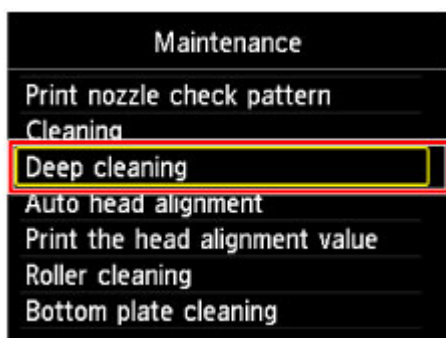 Maintenance
Print nozzle check pattern
Cleaning
Deep cleaning
Auto head alignment
Print the head alignment value
Roller cleaning
Bottom plate cleaning